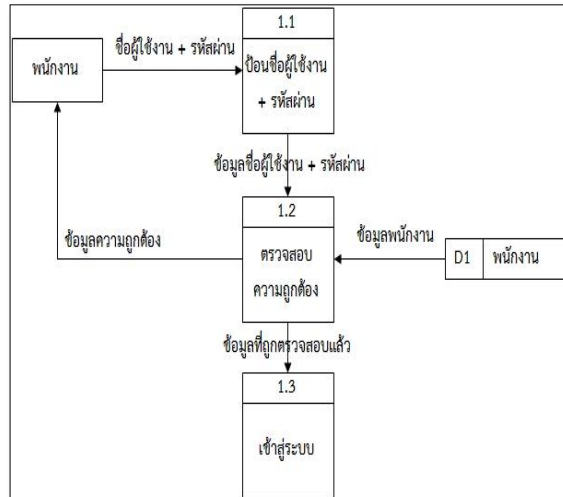 1.1
ชื่อผู้ใช้งาน + รหัสผ่าน
พนักงาน
ป้อนชื่อผู้ใช้งาน
+ รหัสผ่าน
ข้อมูลชื่อผู้ใช้งาน + รหัสผ่าน
1.2
ข้อมูลความถูกต้อง
ตรวจสอบ
ความถูกต้อง
ข้อมูลพนักงาน
D1 พนักงาน
ข้อมูลที่ถูกตรวจสอบแล้ว
1.3
เข้าสู่ระบบ